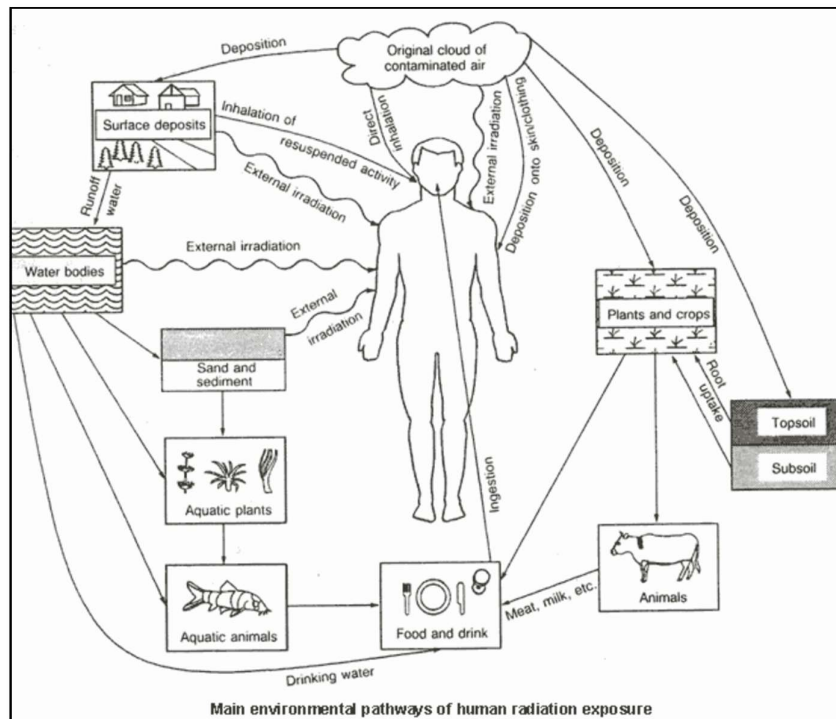 Deposition
Original cloud of
contaminated air
Surface deposits
Inhalation of
resuspended activity
Direct
inhalation
External irradiation
Deposition onto skin/clothing
Deposition
Deposition
External irradiation
Runoff
water
External irradiation
Water bodies
External
irradiation
Plants and crops
Sand and
sediment
Root
uptake
Topsoil
Subsoil
Aquatic plants
Ingestion
Aquatic animals
Food and drink
Meat, milk, etc.
Animals
Drinking water
Main environmental pathways of human radiation exposure